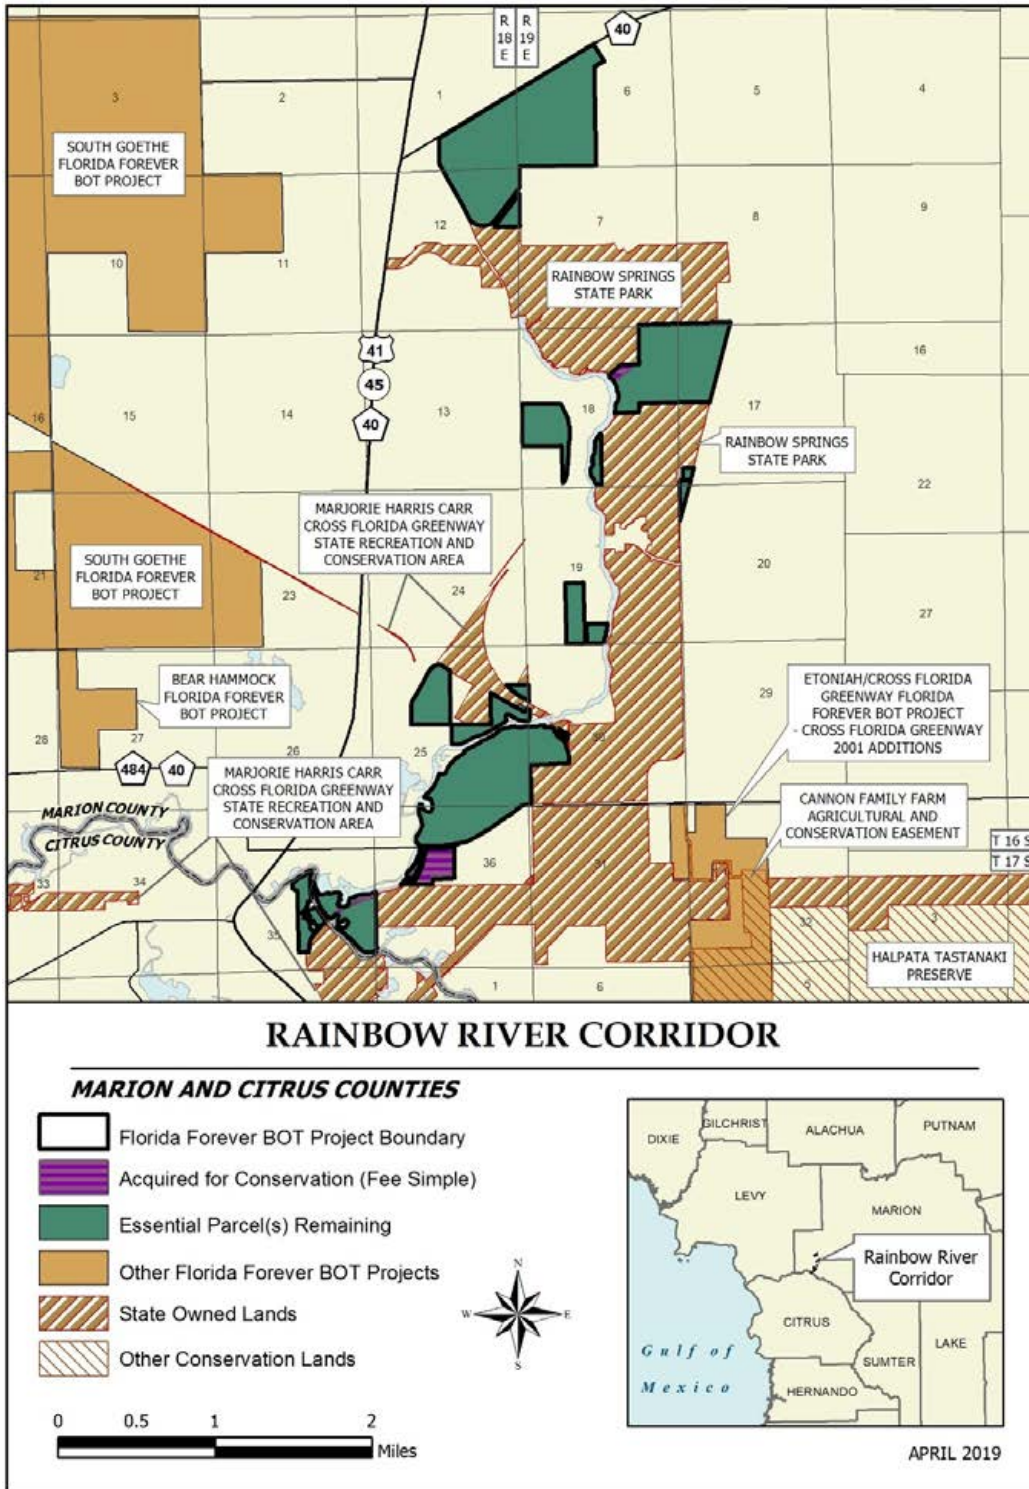 R R
18 19
E E
40
3
2
1
6
5
4
SOUTH GOETHE
FLORIDA FOREVER
BOT PROJECT
12
7
8
9
10
11
RAINBOW SPRINGS
STATE PARK
41
45
40
16
15
14
13
18
17
16
RAINBOW SPRINGS
STATE PARK
MARJORIE HARRIS CARR
CROSS FLORIDA GREENWAY
STATE RECREATION AND
CONSERVATION AREA
22
SOUTH GOETHE
FLORIDA FOREVER
BOT PROJECT
21
23
24
19
20
27
BEAR HAMMOCK
FLORIDA FOREVER
BOT PROJECT
ETONIAH/CROSS FLORIDA
GREENWAY FLORIDA
FOREVER BOT PROJECT
- CROSS FLORIDA GREENWAY
2001 ADDITIONS
28
27
26
25
30
29
484
40
MARJORIE HARRIS CARR
CROSS FLORIDA GREENWAY
STATE RECREATION AND
CONSERVATION AREA
CANNON FAMILY FARM
AGRICULTURAL AND
CONSERVATION EASEMENT
MARION COUNTY
CITRUS COUNTY
T 16 S
T 17 S
33
34
35
36
31
32
3
HALPATA TASTANAKI
PRESERVE
1
6
5
RAINBOW RIVER CORRIDOR
MARION AND CITRUS COUNTIES
Florida Forever BOT Project Boundary
Acquired for Conservation (Fee Simple)
Essential Parcel(s) Remaining
Other Florida Forever BOT Projects
State Owned Lands
Other Conservation Lands
N
W E
S
0 0.5 1 2
Miles
DIXIE
GILCHRIST
ALACHUA
PUTNAM
LEVY
MARION
Rainbow River
Corridor
CITRUS
LAKE
SUMTER
HERNANDO
Gulf of
Mexico
APRIL 2019